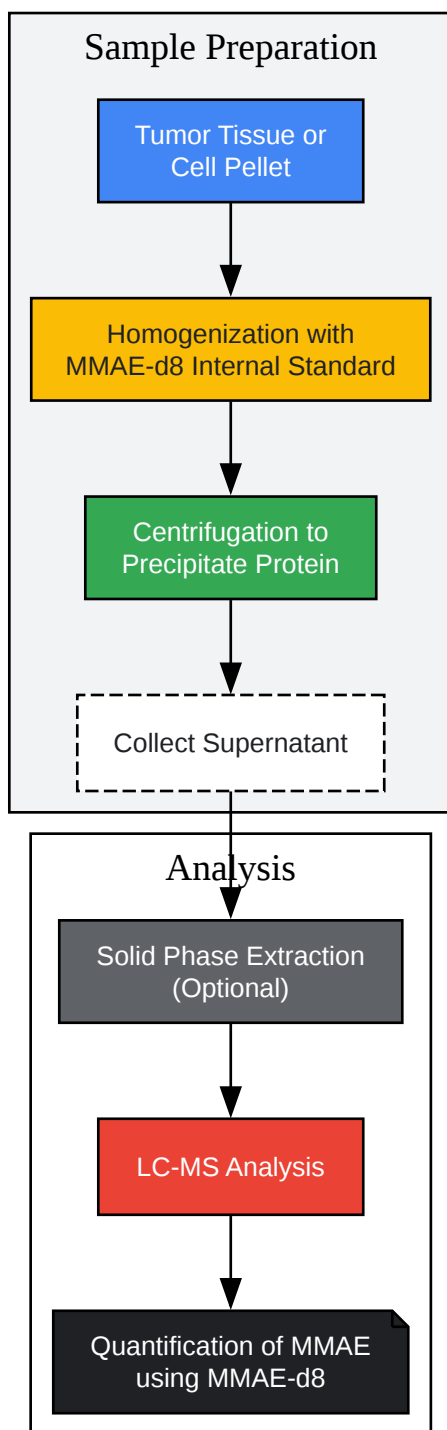 Sample Preparation
Tumor Tissue or
Cell Pellet
Homogenization with
MMAE-d8 Internal Standard
Centrifugation to
Precipitate Protein
Collect Supernatant
Analysis
Solid Phase Extraction
(Optional)
LC-MS Analysis
Quantification of MMAE
using MMAE-d8